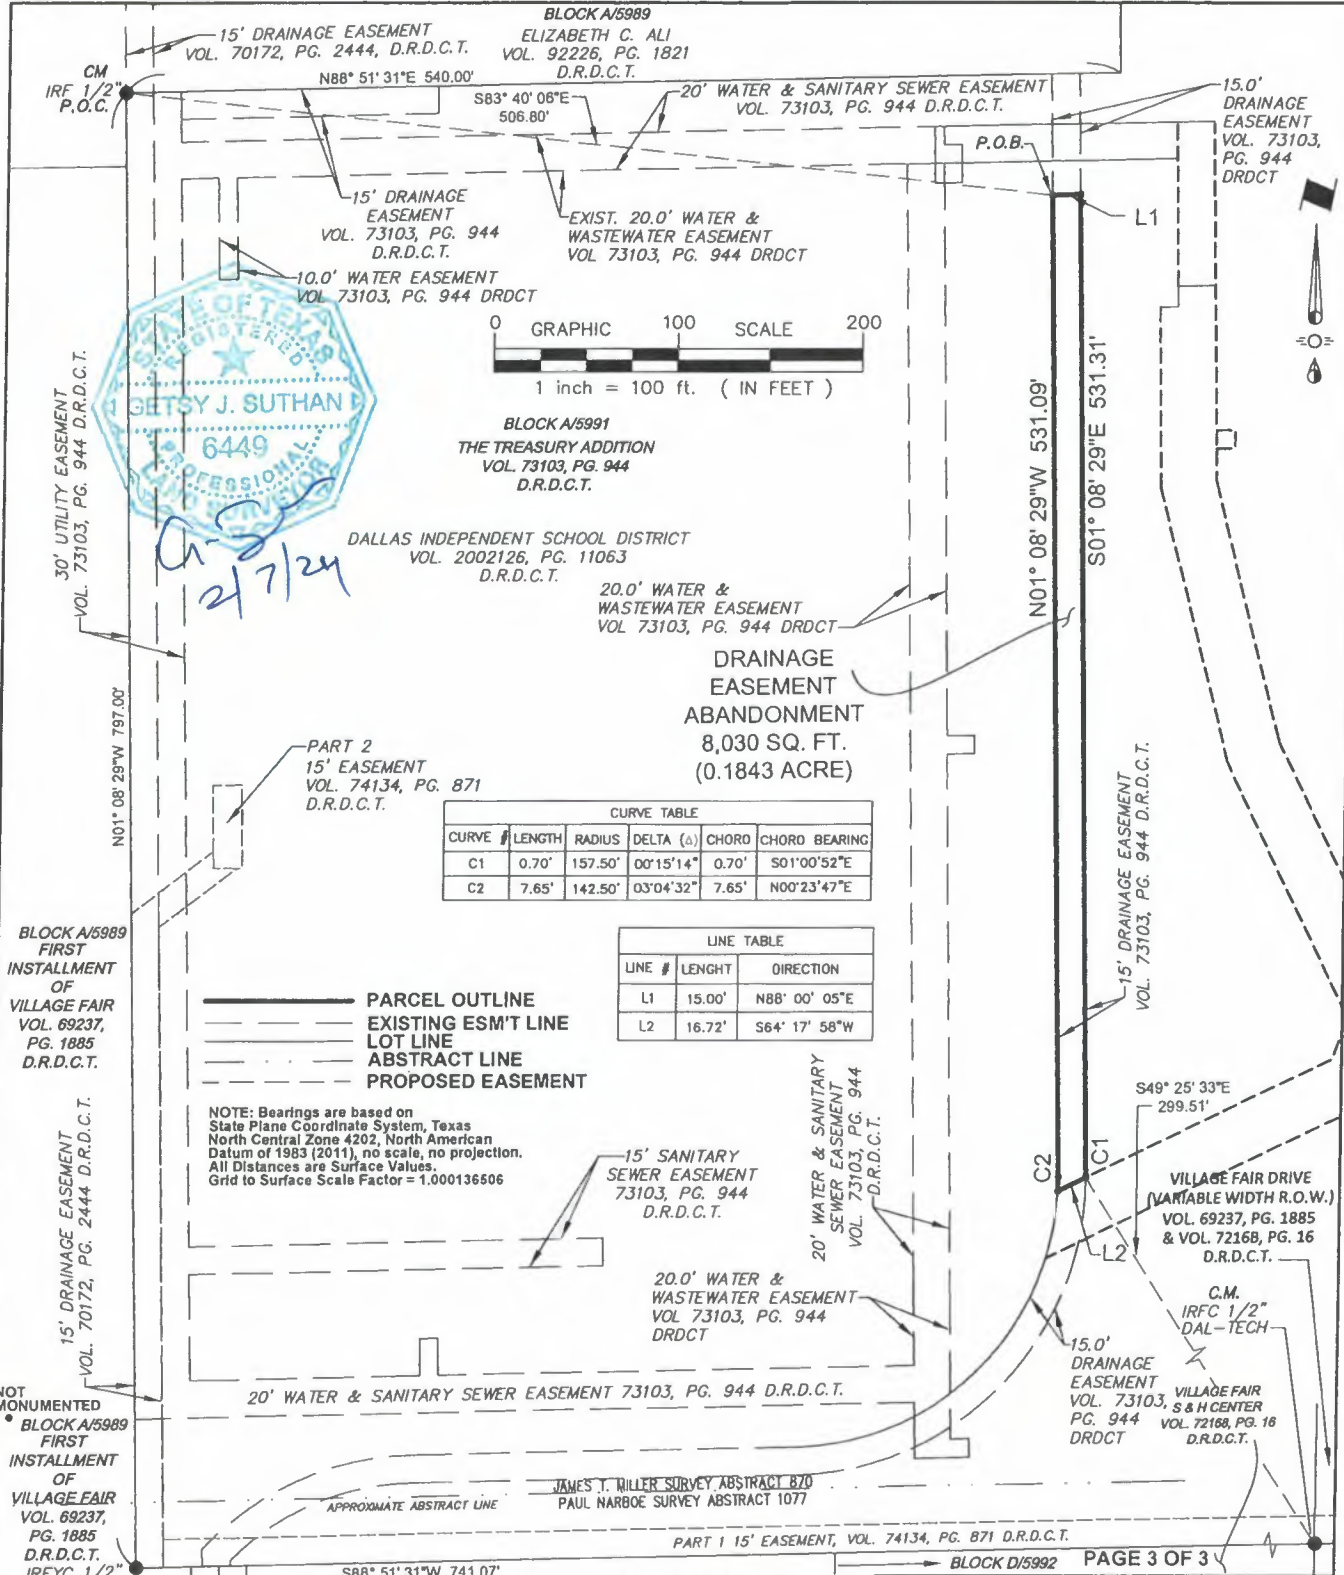 BLOCK A/5989
ELIZABETH C. ALI
VOL. 92226, PG. 1821
D.R.D.C.T.
15' DRAINAGE EASEMENT
VOL. 70172, PG. 2444, D.R.D.C.T.
CM
IRF 1/2"
P.O.C.
N88° 51' 31"E 540.00'
S83° 40' 06"E
506.80'
20' WATER & SANITARY SEWER EASEMENT
VOL. 73103, PG. 944 D.R.D.C.T.
15.0'
DRAINAGE
EASEMENT
VOL. 73103,
PG. 944
DRDCT
P.O.B.
L1
15' DRAINAGE
EASEMENT
VOL. 73103, PG. 944
D.R.D.C.T.
EXIST. 20.0' WATER &
WASTEWATER EASEMENT
VOL 73103, PG. 944 DRDCT
10.0' WATER EASEMENT
VOL 73103, PG. 944 DRDCT
STATE OF TEXAS
REGISTERED
GETSY J. SUTHAN
6449
PROFESSIONAL
LAND SURVEYOR
2/7/24
0 GRAPHIC 100 SCALE 200
1 inch = 100 ft. ( IN FEET )
BLOCK A/5991
THE TREASURY ADDITION
VOL. 73103, PG. 944
D.R.D.C.T.
30' UTILITY EASEMENT
VOL. 73103, PG. 944 D.R.D.C.T.
DALLAS INDEPENDENT SCHOOL DISTRICT
VOL. 2002126, PG. 11063
D.R.D.C.T.
20.0' WATER &
WASTEWATER EASEMENT
VOL 73103, PG. 944 DRDCT
N01° 08' 29"W 531.09'
S01° 08' 29"E 531.31'
DRAINAGE
EASEMENT
ABANDONMENT
8,030 SQ. FT.
(0.1843 ACRE)
N01° 08' 29"W 797.00'
PART 2
15' EASEMENT
VOL. 74134, PG. 871
D.R.D.C.T.
CURVE TABLE
CURVE # LENGTH RADIUS DELTA (△) CHORD CHORD BEARING
C1 0.70' 157.50' 00°15'14" 0.70' S01°00'52"E
C2 7.65' 142.50' 03°04'32" 7.65' N00°23'47"E
15' DRAINAGE EASEMENT
VOL. 73103, PG. 944 D.R.D.C.T.
BLOCK A/5989
FIRST
INSTALLMENT
OF
VILLAGE FAIR
VOL. 69237,
PG. 1885
D.R.D.C.T.
LINE TABLE
LINE # LENGHT DIRECTION
L1 15.00' N88° 00' 05"E
L2 16.72' S64° 17' 58"W
PARCEL OUTLINE
EXISTING ESM'T LINE
LOT LINE
ABSTRACT LINE
PROPOSED EASEMENT
NOTE: Bearings are based on
State Plane Coordinate System, Texas
North Central Zone 4202, North American
Datum of 1983 (2011), no scale, no projection.
All Distances are Surface Values.
Grid to Surface Scale Factor = 1.000136506
15' DRAINAGE EASEMENT
VOL. 70172, PG. 2444 D.R.D.C.T.
15' SANITARY
SEWER EASEMENT
73103, PG. 944
D.R.D.C.T.
20' WATER & SANITARY
SEWER EASEMENT
VOL. 73103, PG. 944
D.R.D.C.T.
S49° 25' 33"E
299.51'
C2
C1
L2
VILLAGE FAIR DRIVE
(VARIABLE WIDTH R.O.W.)
VOL. 69237, PG. 1885
& VOL. 72168, PG. 16
D.R.D.C.T.
20.0' WATER &
WASTEWATER EASEMENT
VOL 73103, PG. 944
DRDCT
C.M.
IRFC 1/2"
DAL-TECH
15.0'
DRAINAGE
EASEMENT
VOL. 73103,
PG. 944
DRDCT
VILLAGE FAIR
S & H CENTER
VOL. 72168, PG. 16
D.R.D.C.T.
20' WATER & SANITARY SEWER EASEMENT 73103, PG. 944 D.R.D.C.T.
NOT
MONUMENTED
BLOCK A/5989
FIRST
INSTALLMENT
OF
VILLAGE FAIR
VOL. 69237,
PG. 1885
D.R.D.C.T.
IRFYC 1/2"
JAMES T. MILLER SURVEY ABSTRACT 870
APPROXIMATE ABSTRACT LINE
PAUL NARBOE SURVEY ABSTRACT 1077
PART 1 15' EASEMENT, VOL. 74134, PG. 871 D.R.D.C.T.
S88° 51' 31"W 741.07'
BLOCK D/5992
PAGE 3 OF 3